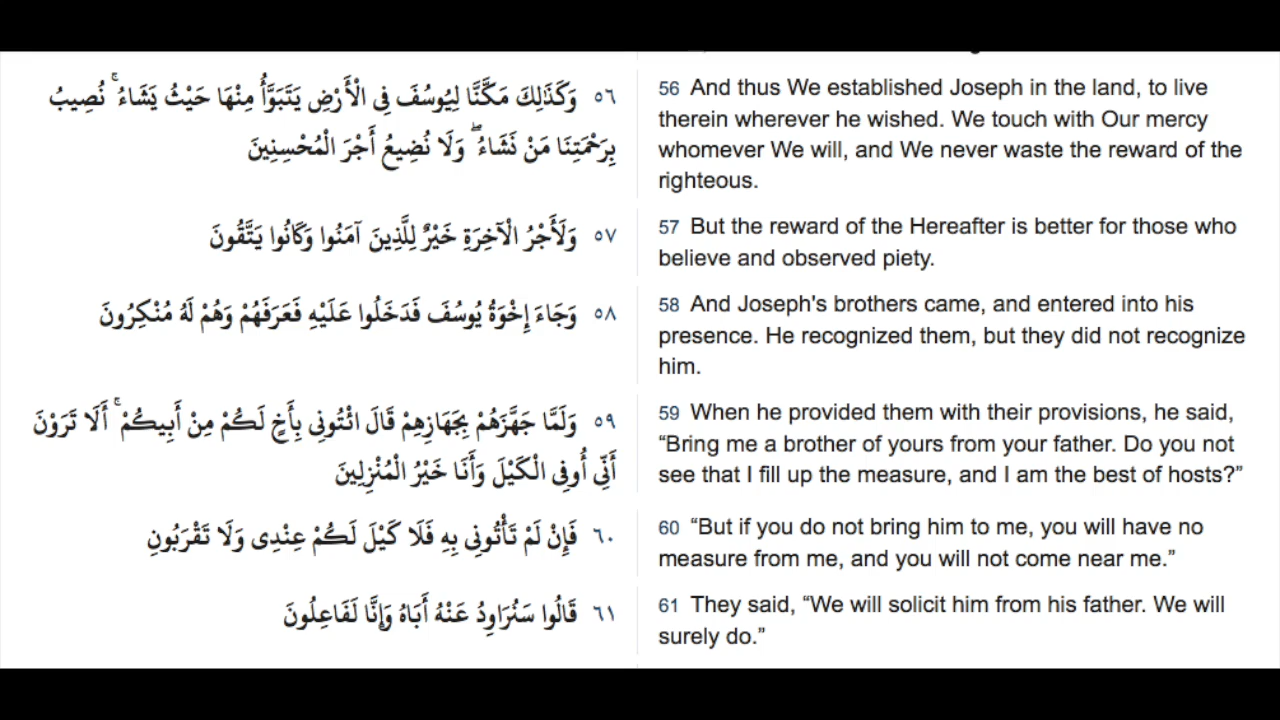 ٥٦ وَكَذَٰلِكَ مَكَّنَّا لِيُوسُفَ فِي الْأَرْضِ يَتَبَوَّأُ مِنْهَا حَيْثُ يَشَاءُ ۚ نُصِيبُ
بِرَحْمَتِنَا مَنْ نَشَاءُ ۖ وَلَا نُضِيعُ أَجْرَ الْمُحْسِنِينَ
56 And thus We established Joseph in the land, to live
therein wherever he wished. We touch with Our mercy
whomever We will, and We never waste the reward of the
righteous.
٥٧ وَلَأَجْرُ الْآخِرَةِ خَيْرٌ لِلَّذِينَ آمَنُوا وَكَانُوا يَتَّقُونَ
57 But the reward of the Hereafter is better for those who
believe and observed piety.
٥٨ وَجَاءَ إِخْوَةُ يُوسُفَ فَدَخَلُوا عَلَيْهِ فَعَرَفَهُمْ وَهُمْ لَهُ مُنْكِرُونَ
58 And Joseph's brothers came, and entered into his
presence. He recognized them, but they did not recognize
him.
٥٩ وَلَمَّا جَهَّزَهُمْ بِجَهَازِهِمْ قَالَ ائْتُونِي بِأَخٍ لَكُمْ مِنْ أَبِيكُمْ ۚ أَلَا تَرَوْنَ
أَنِّي أُوفِي الْكَيْلَ وَأَنَا خَيْرُ الْمُنْزِلِينَ
59 When he provided them with their provisions, he said,
“Bring me a brother of yours from your father. Do you not
see that I fill up the measure, and I am the best of hosts?”
٦٠ فَإِنْ لَمْ تَأْتُونِي بِهِ فَلَا كَيْلَ لَكُمْ عِنْدِي وَلَا تَقْرَبُونِ
60 “But if you do not bring him to me, you will have no
measure from me, and you will not come near me.”
٦١ قَالُوا سَنُرَاوِدُ عَنْهُ أَبَاهُ وَإِنَّا لَفَاعِلُونَ
61 They said, “We will solicit him from his father. We will
surely do.”